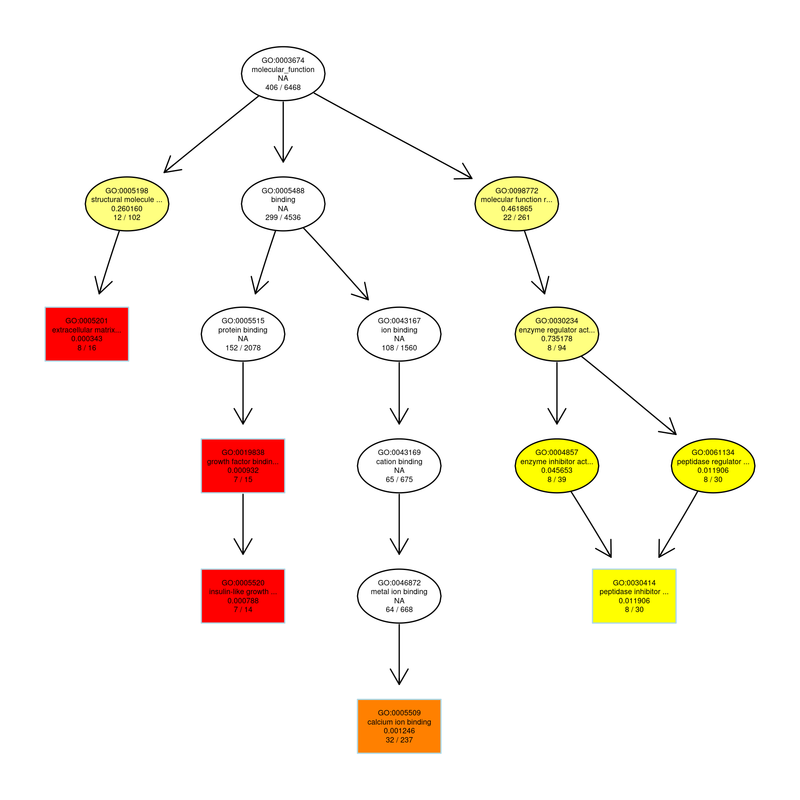 GO:0003674
molecular_function
NA
406 / 6468
GO:0005198
structural molecule ...
0.260160
12 / 102
GO:0005488
binding
NA
299 / 4536
GO:0098772
molecular function r...
0.461865
22 / 261
GO:0005201
extracellular matrix...
0.000343
8 / 16
GO:0005515
protein binding
NA
152 / 2078
GO:0043167
ion binding
NA
108 / 1560
GO:0030234
enzyme regulator act...
0.735178
8 / 94
GO:0019838
growth factor bindin...
0.000932
7 / 15
GO:0043169
cation binding
NA
65 / 675
GO:0004857
enzyme inhibitor act...
0.045653
8 / 39
GO:0061134
peptidase regulator ...
0.011906
8 / 30
GO:0005520
insulin-like growth ...
0.000788
7 / 14
GO:0046872
metal ion binding
NA
64 / 668
GO:0030414
peptidase inhibitor ...
0.011906
8 / 30
GO:0005509
calcium ion binding
0.001246
32 / 237